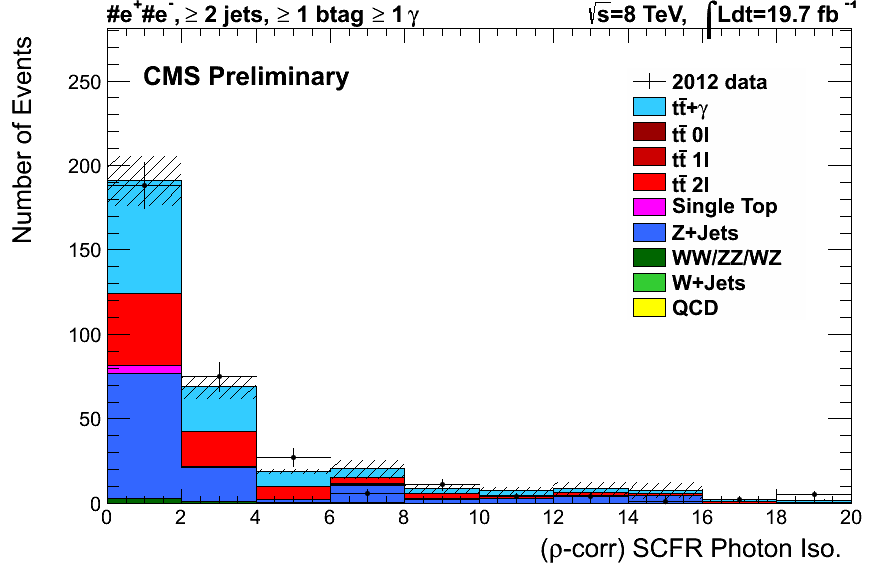 #e⁺#e⁻, ≥ 2 jets, ≥ 1 btag ≥ 1 γ
√s=8 TeV, ∫Ldt=19.7 fb⁻¹
CMS Preliminary
2012 data
tt̄+γ
tt̄ 0l
tt̄ 1l
tt̄ 2l
Single Top
Z+Jets
WW/ZZ/WZ
W+Jets
QCD
Number of Events
250
200
150
100
50
0
0 2 4 6 8 10 12 14 16 18 20
(ρ-corr) SCFR Photon Iso.